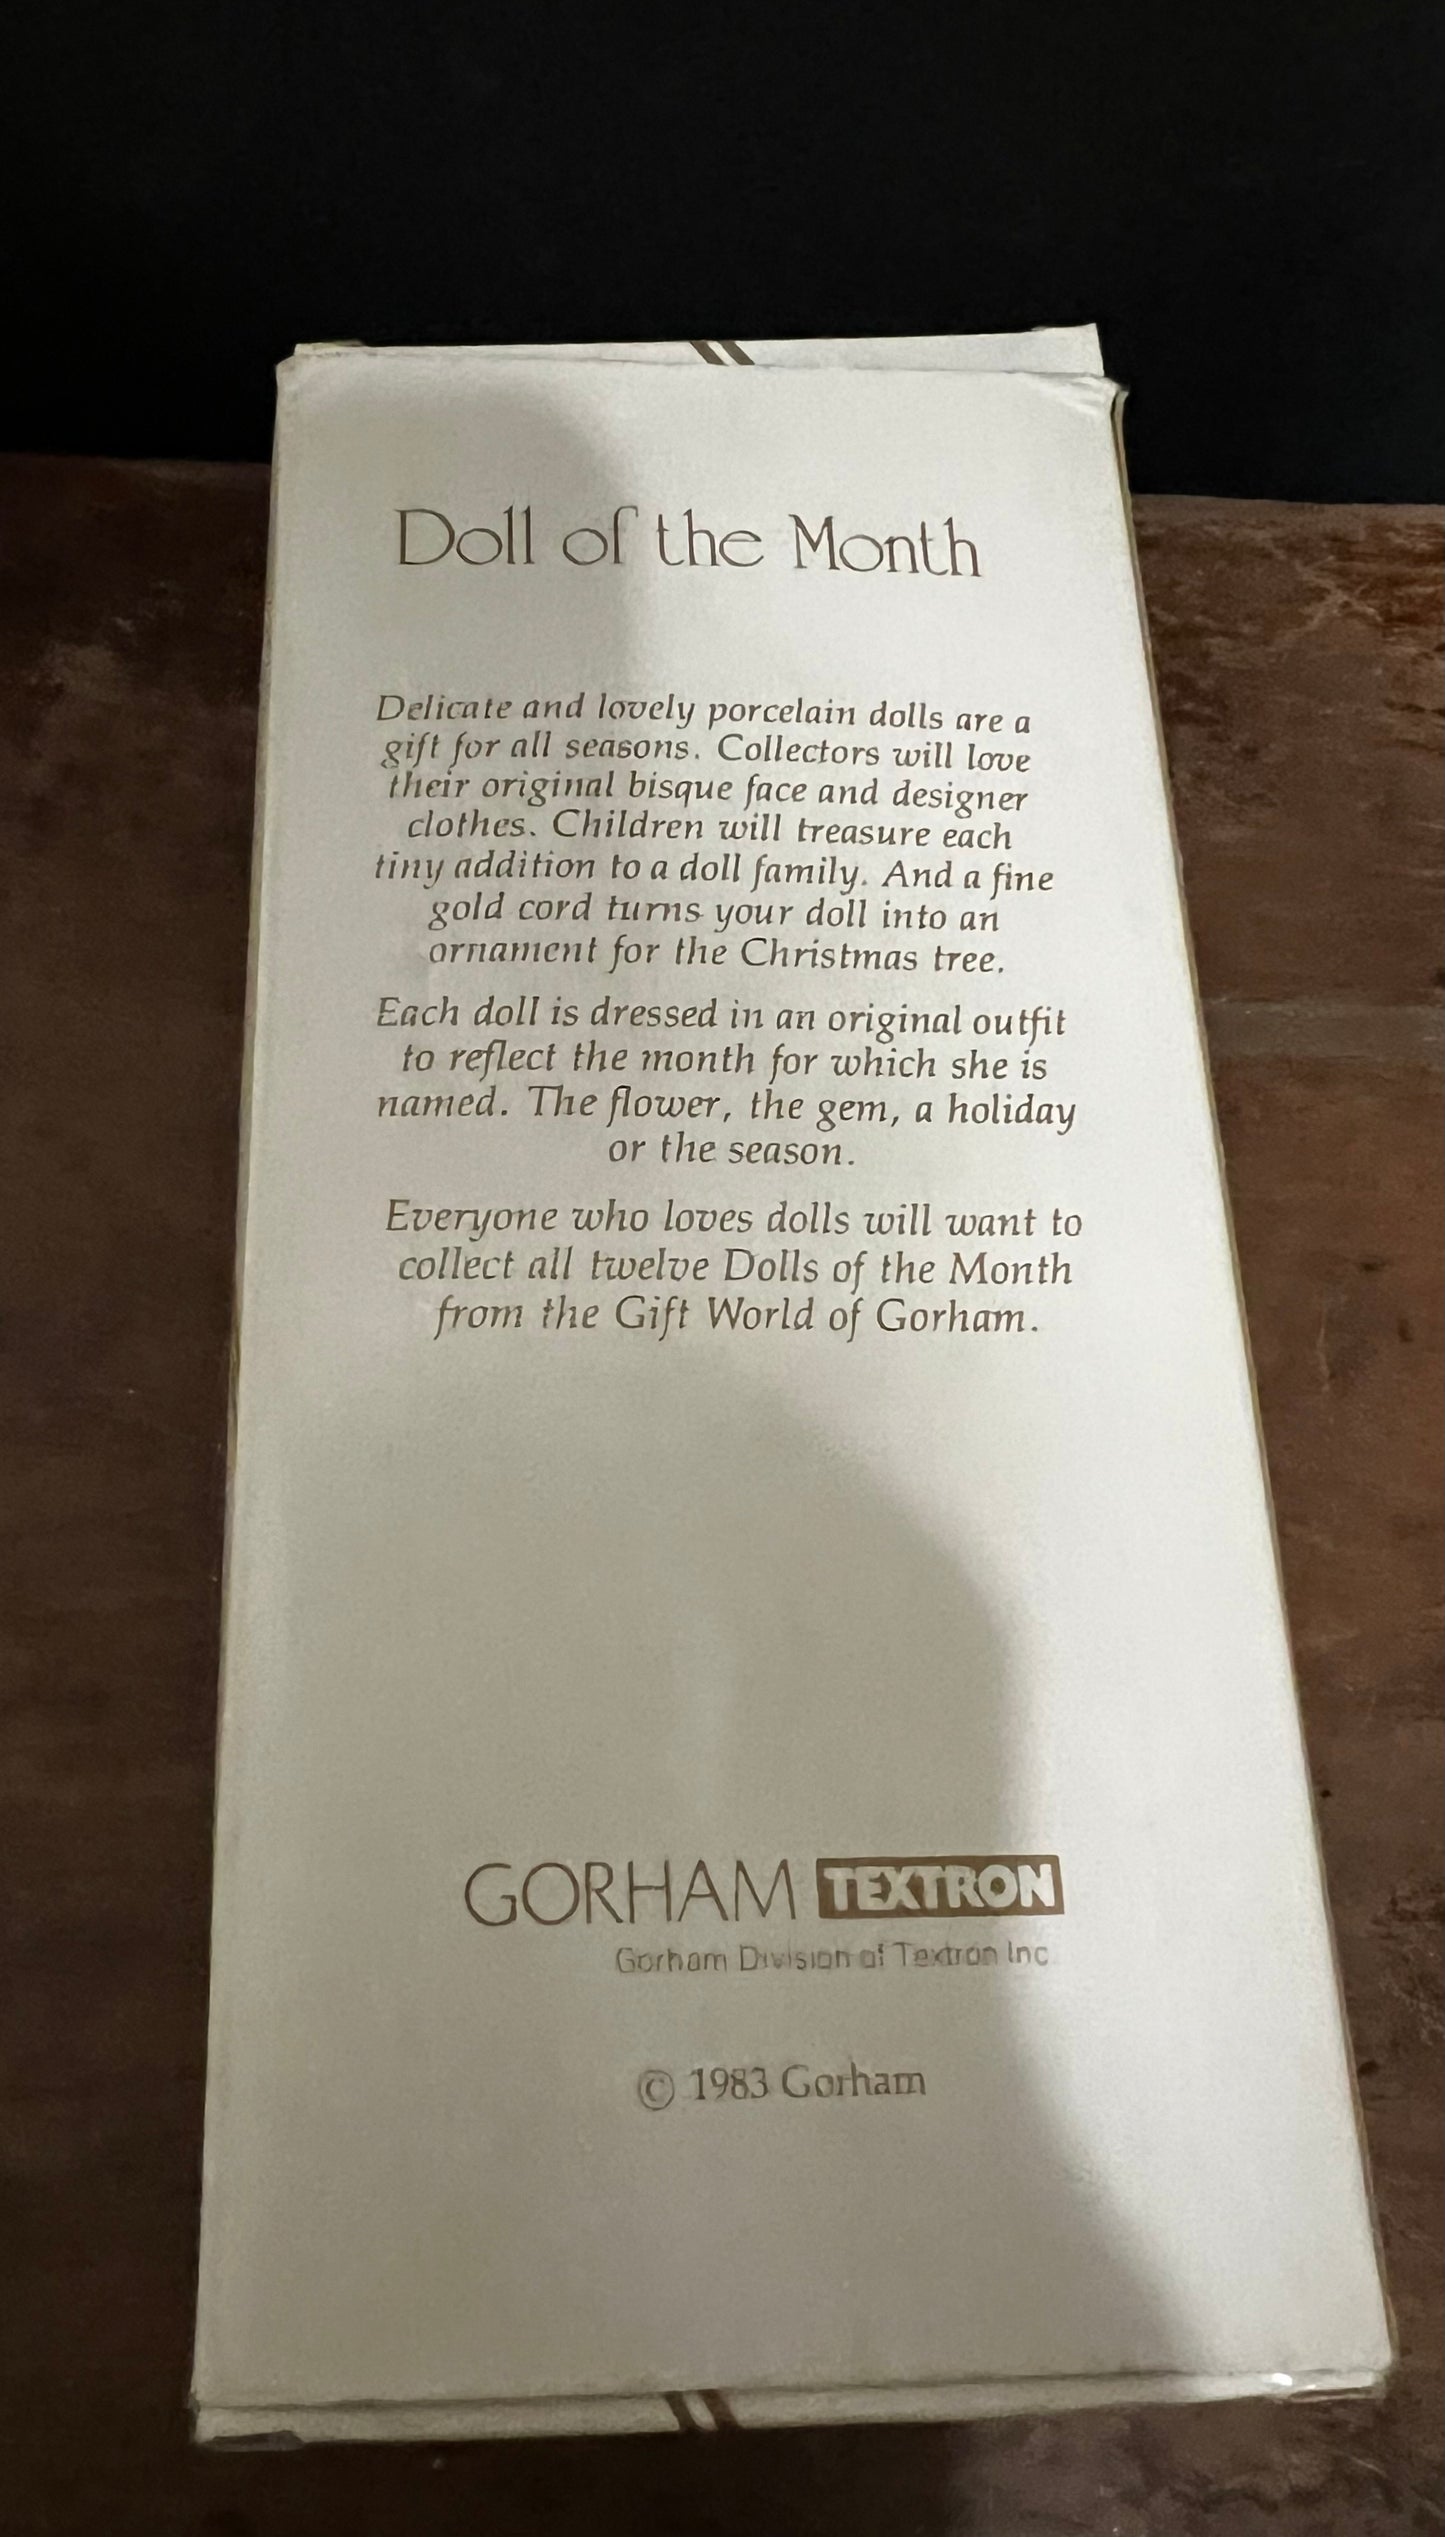 Doll of the Month
Delicate and lovely porcelain dolls are a
gift for all seasons. Collectors will love
their original bisque face and designer
clothes. Children will treasure each
tiny addition to a doll family. And a fine
gold cord turns your doll into an
ornament for the Christmas tree.
Each doll is dressed in an original outfit
to reflect the month for which she is
named. The flower, the gem, a holiday
or the season.
Everyone who loves dolls will want to
collect all twelve Dolls of the Month
from the Gift World of Gorham.
GORHAM TEXTRON
Gorham Division of Textron Inc
© 1983 Gorham